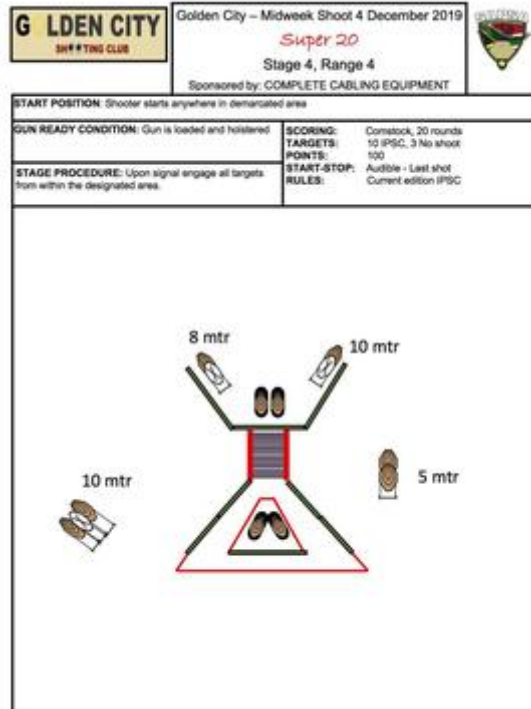 G LDEN CITY
SH**TING CLUB
Golden City – Midweek Shoot 4 December 2019
Super 20
Stage 4, Range 4
Sponsored by: COMPLETE CABLING EQUIPMENT
START POSITION: Shooter starts anywhere in demarcated area
GUN READY CONDITION: Gun is loaded and holstered
STAGE PROCEDURE: Upon signal engage all targets
from within the designated area.
SCORING: Comstock, 20 rounds
TARGETS: 10 IPSC, 3 No shoot
POINTS: 100
START-STOP: Audible - Last shot
RULES: Current edition IPSC
8 mtr
10 mtr
10 mtr
5 mtr